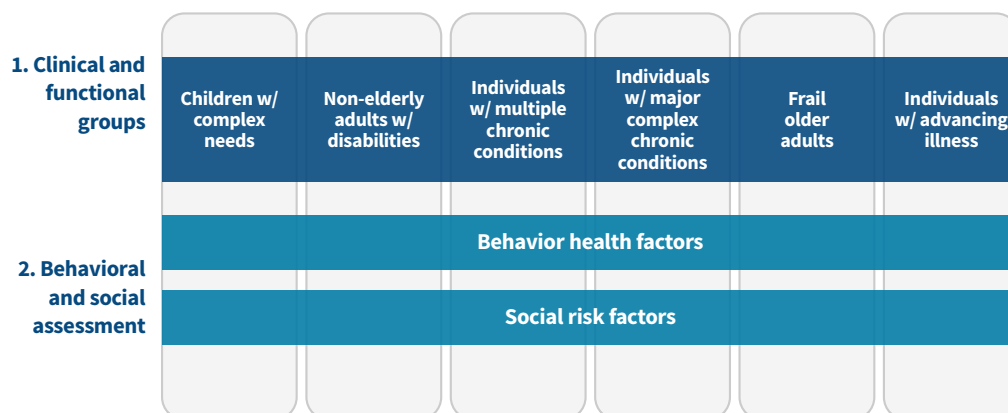 1. Clinical and
functional
groups
Children w/
complex
needs
Non-elderly
adults w/
disabilities
Individuals
w/ multiple
chronic
conditions
Individuals
w/ major
complex
chronic
conditions
Frail
older
adults
Individuals
w/ advancing
illness
2. Behavioral
and social
assessment
Behavior health factors
Social risk factors